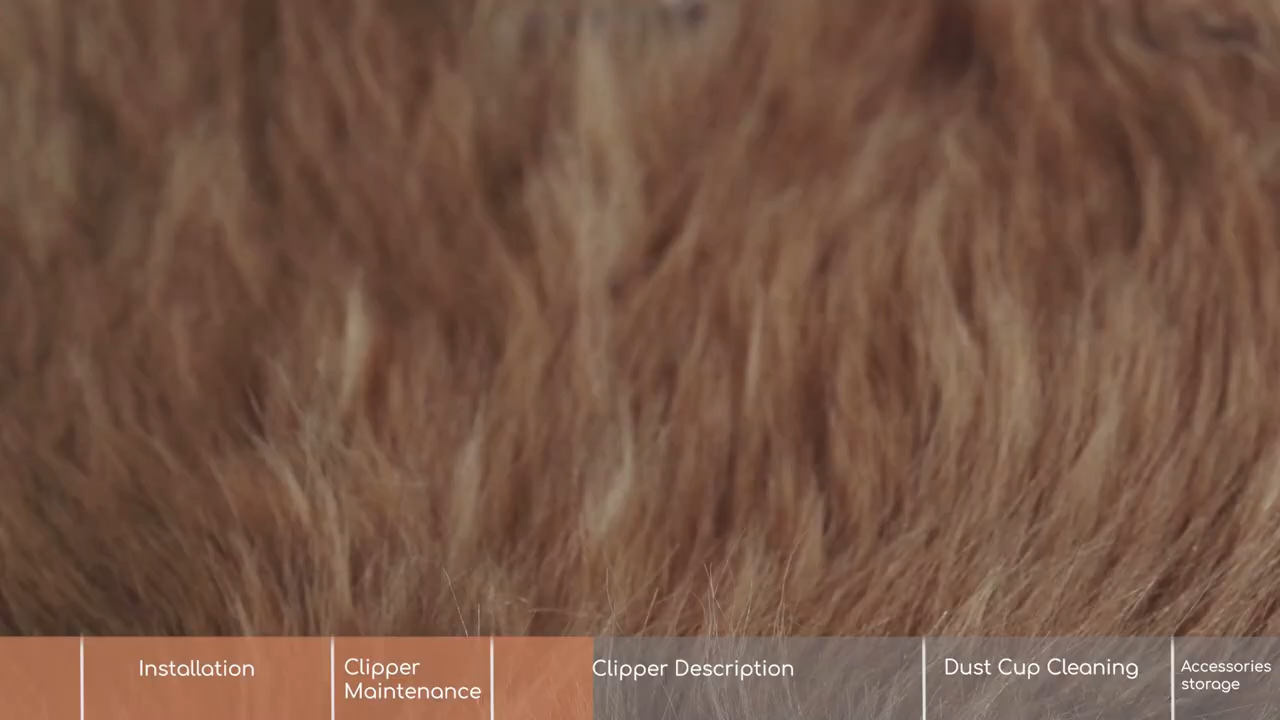 Installation
Clipper
Maintenance
Clipper Description
Dust Cup Cleaning
Accessories
storage